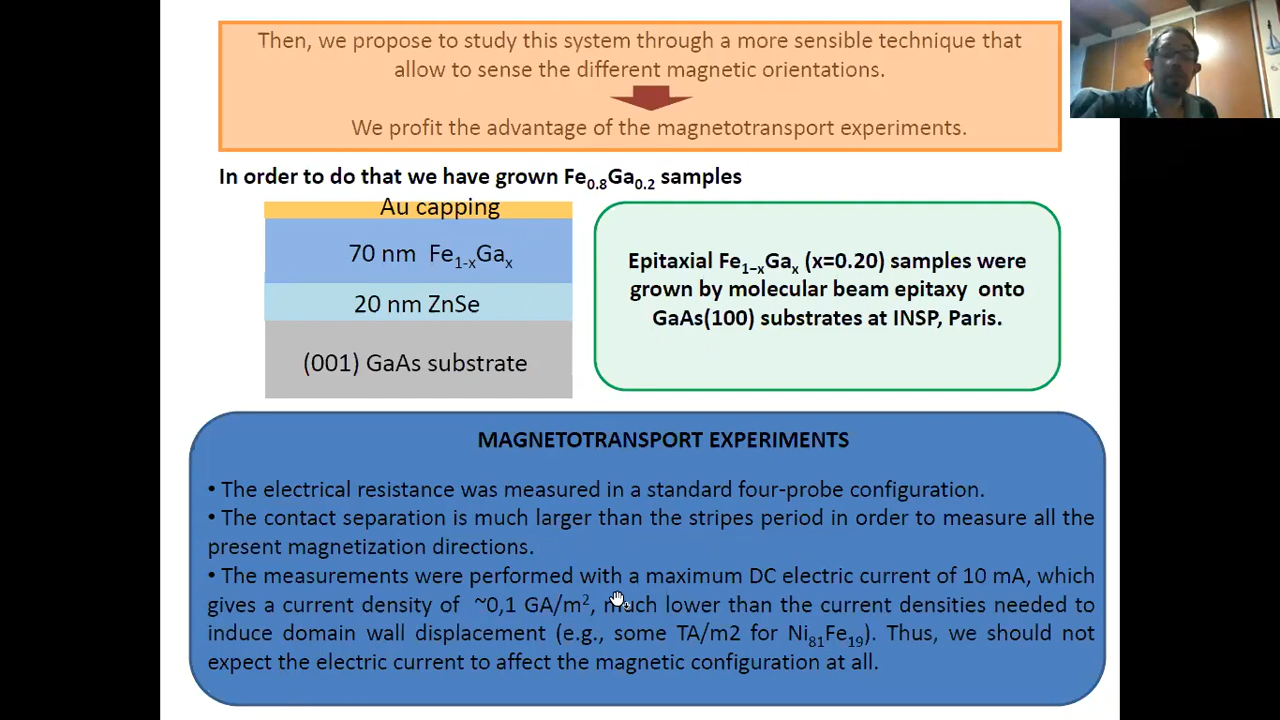 Then, we propose to study this system through a more sensible technique that
allow to sense the different magnetic orientations.
We profit the advantage of the magnetotransport experiments.
In order to do that we have grown Fe0.8Ga0.2 samples
Au capping
70 nm Fe1-xGax
20 nm ZnSe
(001) GaAs substrate
Epitaxial Fe1−xGax (x=0.20) samples were
grown by molecular beam epitaxy onto
GaAs(100) substrates at INSP, Paris.
MAGNETOTRANSPORT EXPERIMENTS
• The electrical resistance was measured in a standard four-probe configuration.
• The contact separation is much larger than the stripes period in order to measure all the
present magnetization directions.
• The measurements were performed with a maximum DC electric current of 10 mA, which
gives a current density of ~0,1 GA/m², much lower than the current densities needed to
induce domain wall displacement (e.g., some TA/m2 for Ni81Fe19). Thus, we should not
expect the electric current to affect the magnetic configuration at all.